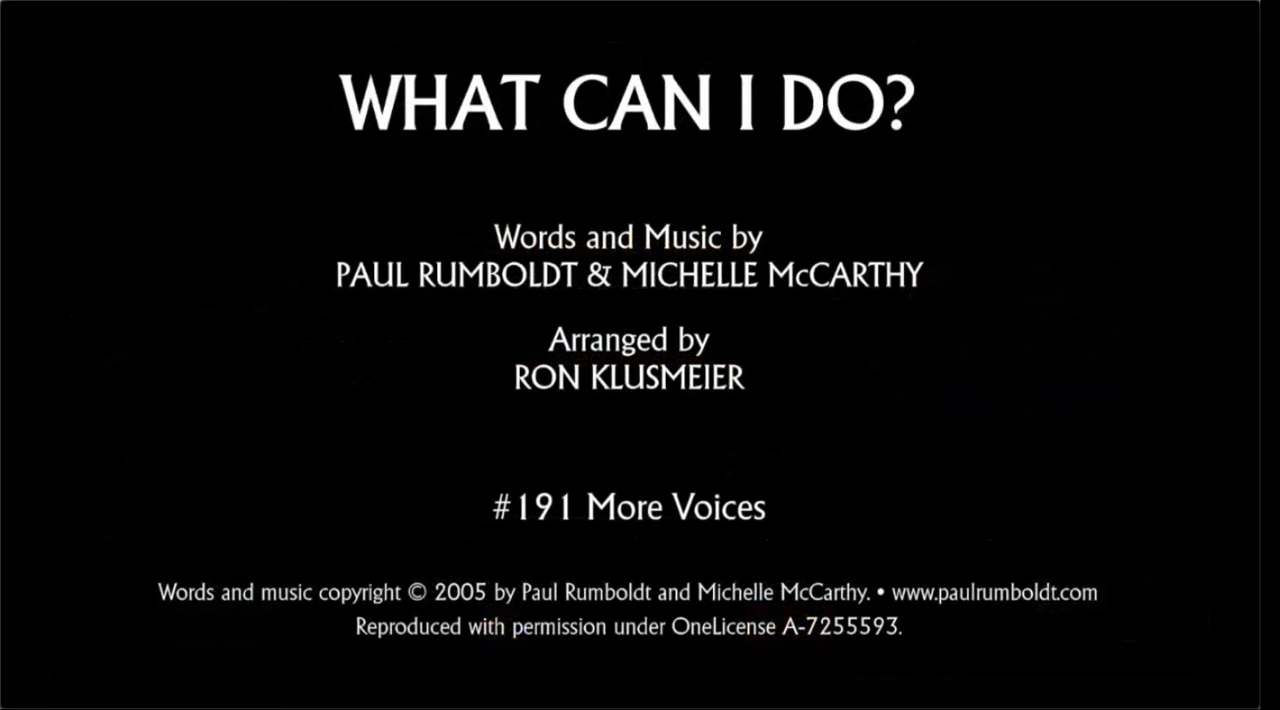 WHAT CAN I DO?
Words and Music by
PAUL RUMBOLDT & MICHELLE McCARTHY
Arranged by
RON KLUSMEIER
#191 More Voices
Words and music copyright © 2005 by Paul Rumboldt and Michelle McCarthy. • www.paulrumboldt.com
Reproduced with permission under OneLicense A-7255593.